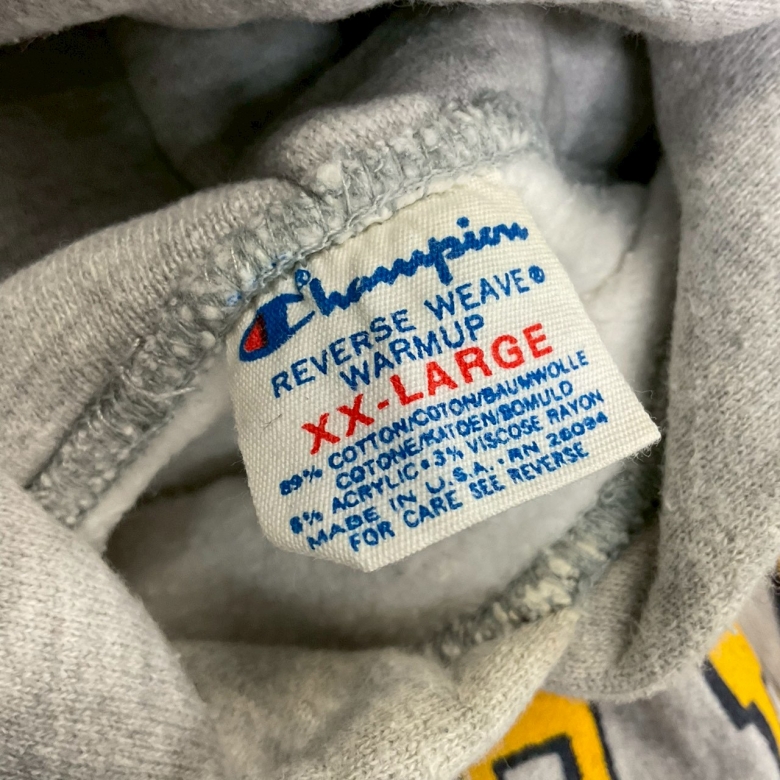 Champion®
REVERSE WEAVE®
WARMUP
XX-LARGE
89% COTTON/COTON/BAUMWOLLE
COTONE/KATOEN/BOMULD
8% ACRYLIC•3% VISCOSE RAYON
MADE IN U.S.A.•RN 26094
FOR CARE SEE REVERSE